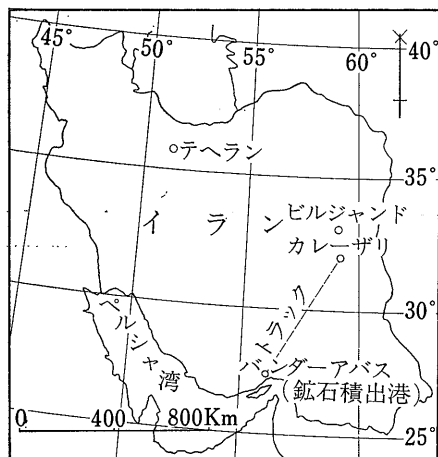 45° 50° 55° 60° 40°
テヘラン
35°
イラン
ビルジャンド
カレーザリ
トラック
30°
ペルシャ湾
バンダーアバス
(鉱石積出港)
0 400 800Km
25°